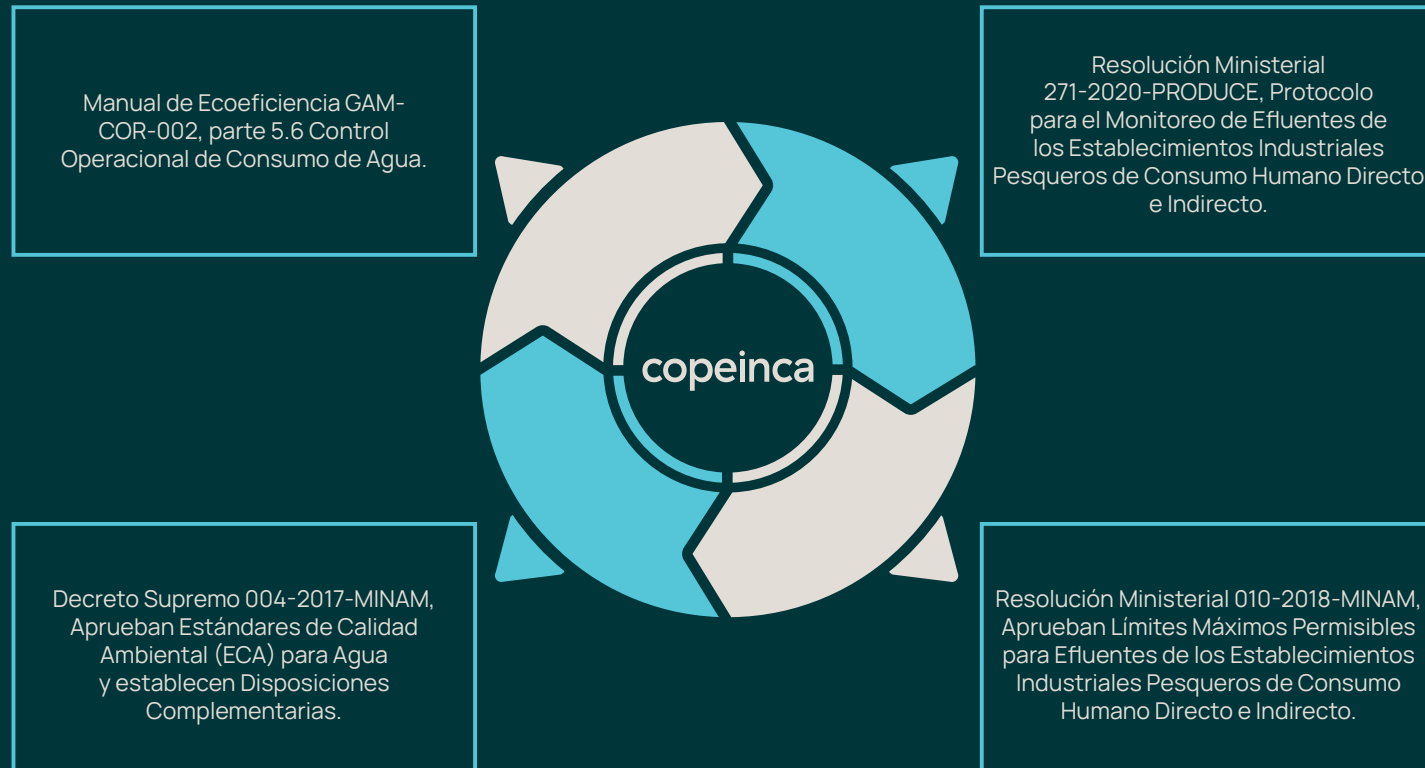 Manual de Ecoeficiencia GAM-
COR-002, parte 5.6 Control
Operacional de Consumo de Agua.
Resolución Ministerial
271-2020-PRODUCE, Protocolo
para el Monitoreo de Efluentes de
los Establecimientos Industriales
Pesqueros de Consumo Humano Directo
e Indirecto.
copeinca
Decreto Supremo 004-2017-MINAM,
Aprueban Estándares de Calidad
Ambiental (ECA) para Agua
y establecen Disposiciones
Complementarias.
Resolución Ministerial 010-2018-MINAM,
Aprueban Límites Máximos Permisibles
para Efluentes de los Establecimientos
Industriales Pesqueros de Consumo
Humano Directo e Indirecto.